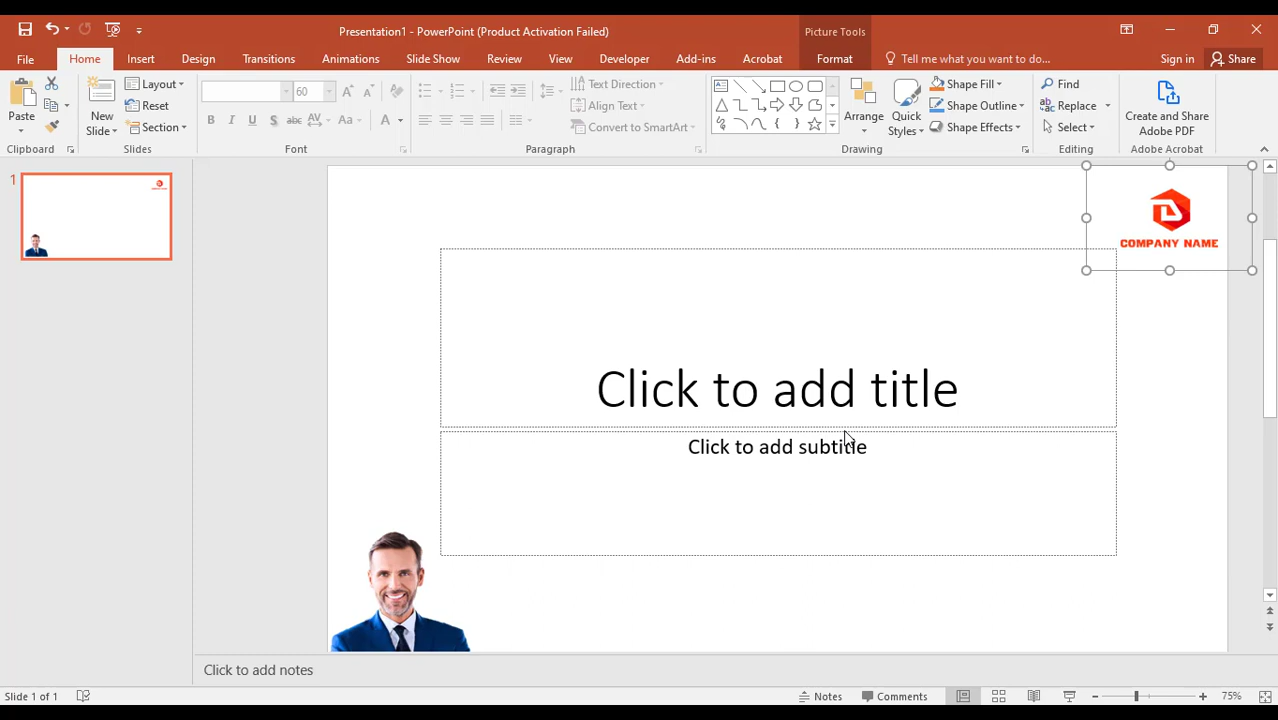 Presentation1 - PowerPoint (Product Activation Failed)
Picture Tools
File
Home
Insert
Design
Transitions
Animations
Slide Show
Review
View
Developer
Add-ins
Acrobat
Format
Tell me what you want to do...
Sign in
Share
Paste
Clipboard
New
Slide
Layout
Reset
Section
Slides
60
A
A
B
I
U
S
abc
AV
Aa
A
Font
Text Direction
Align Text
Convert to SmartArt
Paragraph
Arrange
Quick
Styles
Shape Fill
Shape Outline
Shape Effects
Drawing
Find
Replace
Select
Editing
Create and Share
Adobe PDF
Adobe Acrobat
1
COMPANY NAME
Click to add title
Click to add subtitle
Click to add notes
Slide 1 of 1
Notes
Comments
75%